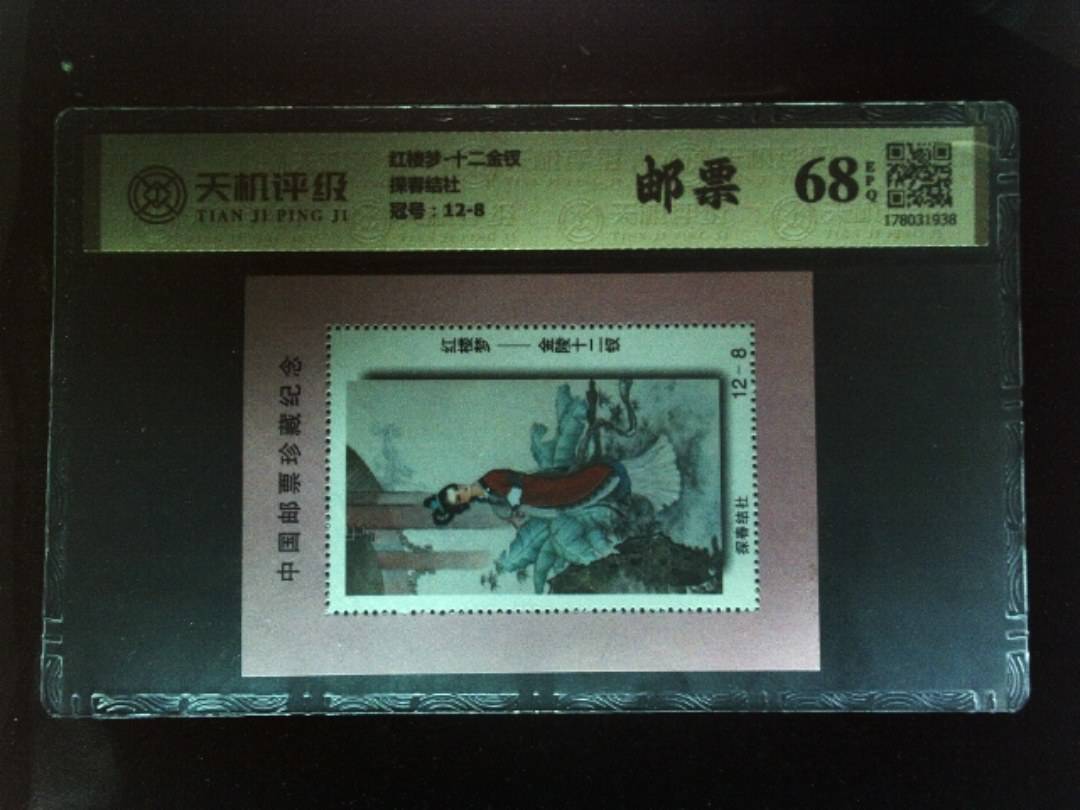 天机评级
TIAN JI PING JI
红楼梦·十二金钗
探春结社
冠号：12-8
邮票
68
EPQ
178031938
中国邮票珍藏纪念
红楼梦——金陵十二钗
12-8
探春结社